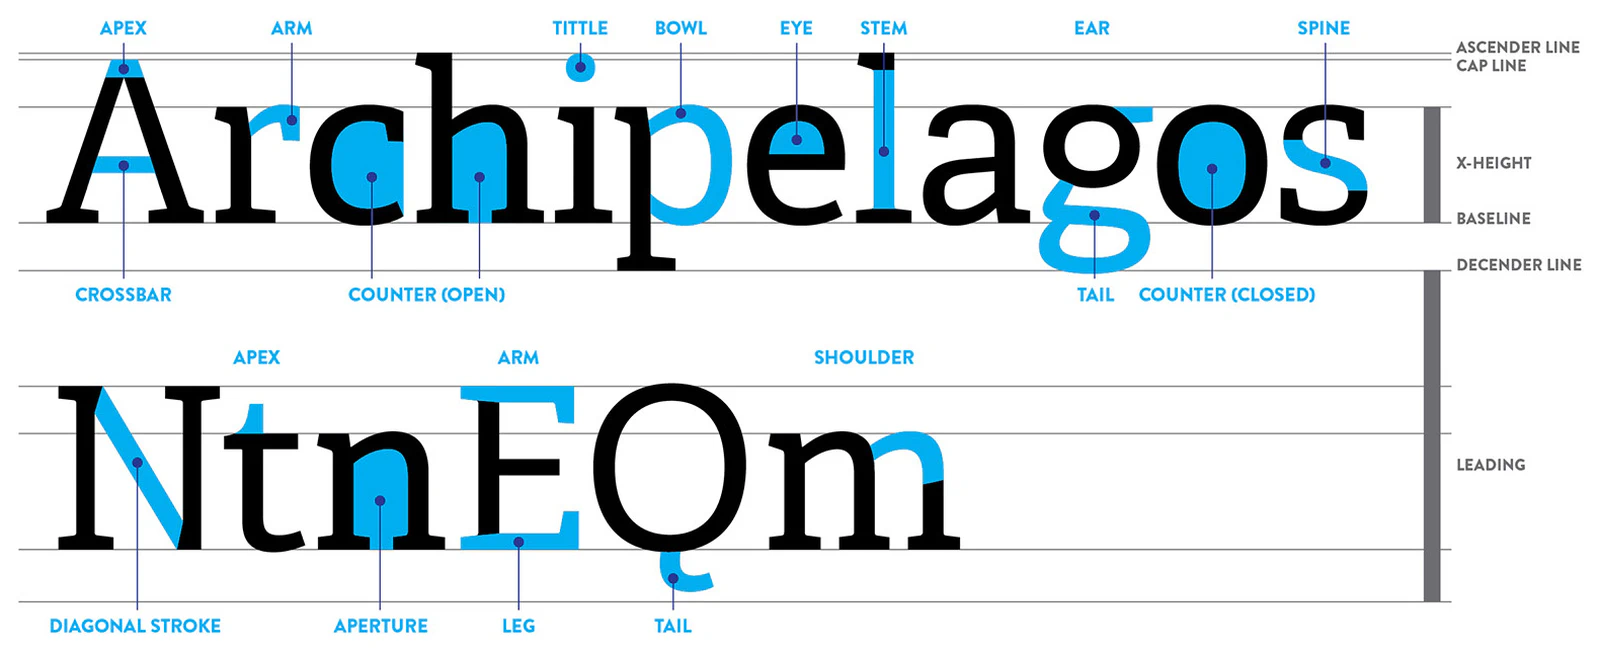 APEX ARM TITTLE BOWL EYE STEM EAR SPINE
ASCENDER LINE
CAP LINE
Archipelagos
X-HEIGHT
BASELINE
DECENDER LINE
CROSSBAR COUNTER (OPEN) TAIL COUNTER (CLOSED)
APEX ARM SHOULDER
NtnEQm
LEADING
DIAGONAL STROKE APERTURE LEG TAIL